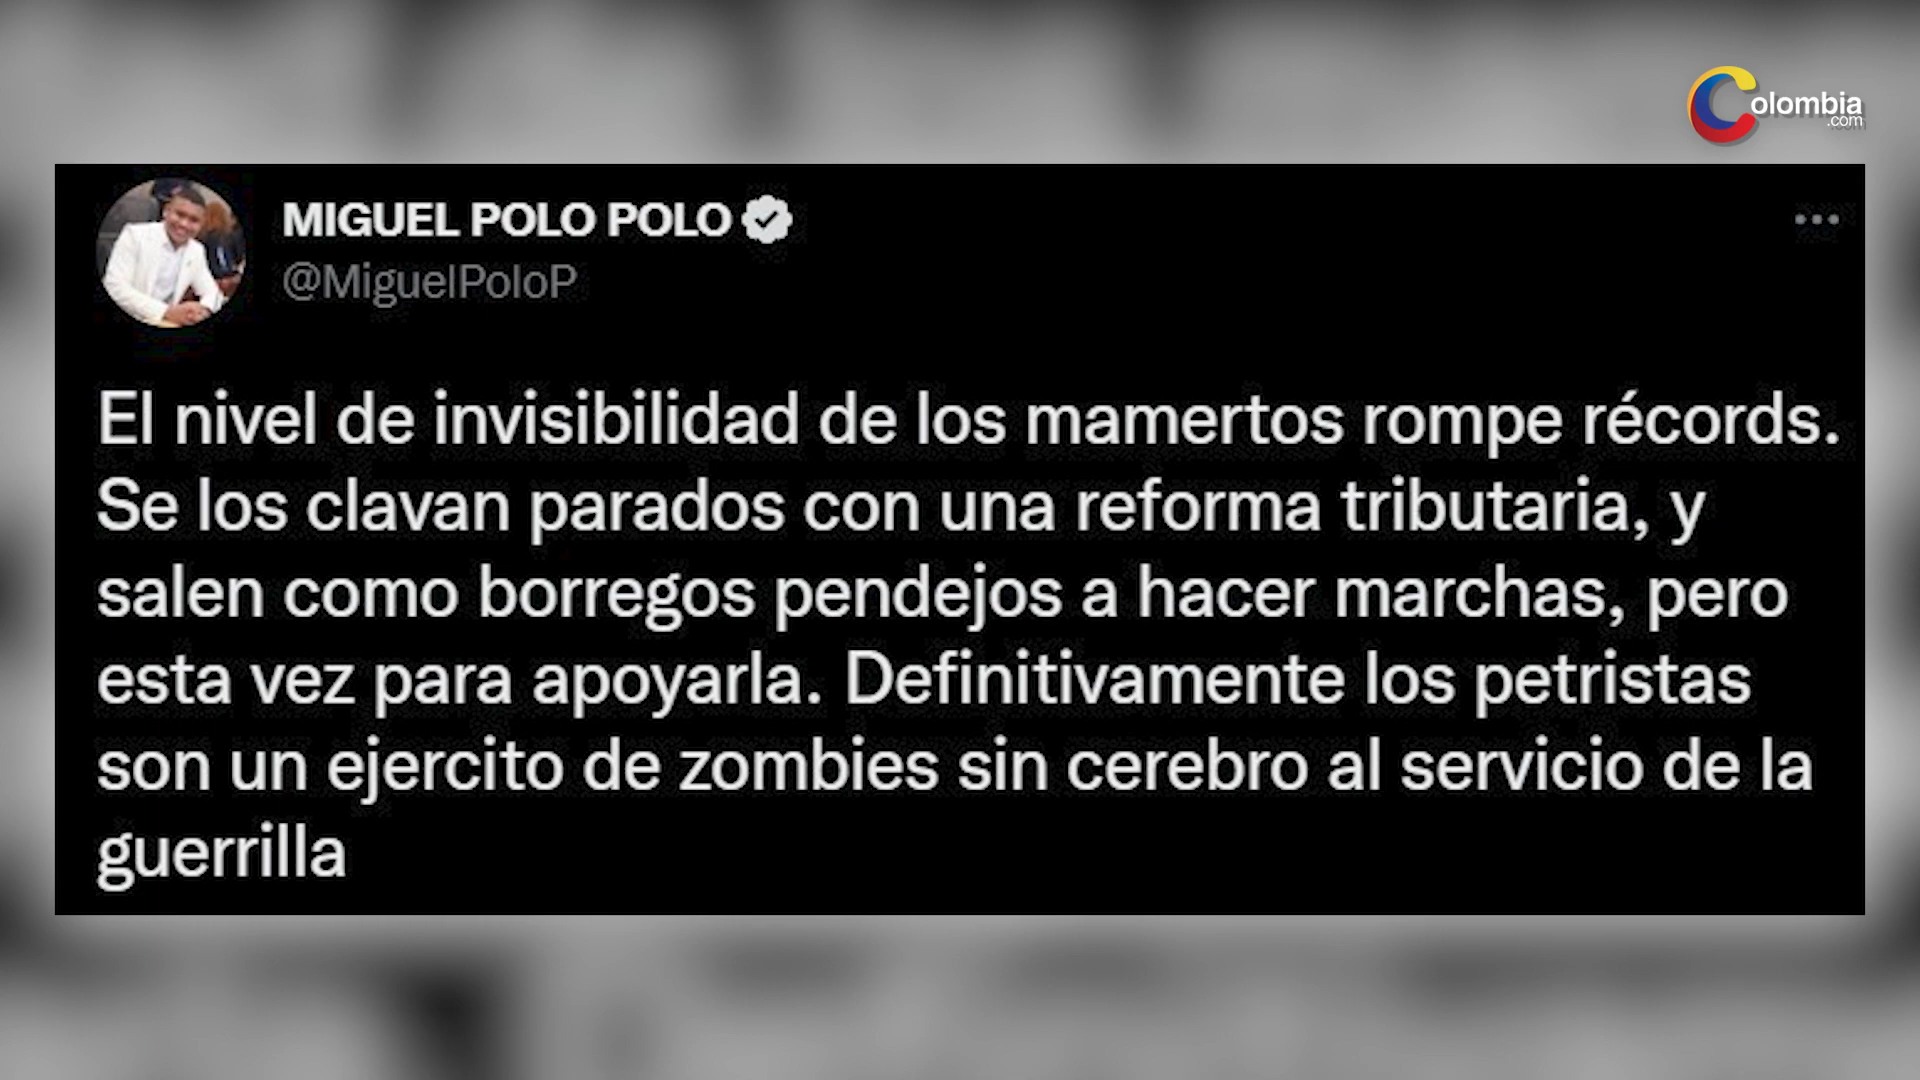 Colombia
.com
MIGUEL POLO POLO
@MiguelPoloP
El nivel de invisibilidad de los mamertos rompe récords.
Se los clavan parados con una reforma tributaria, y
salen como borregos pendejos a hacer marchas, pero
esta vez para apoyarla. Definitivamente los petristas
son un ejercito de zombies sin cerebro al servicio de la
guerrilla